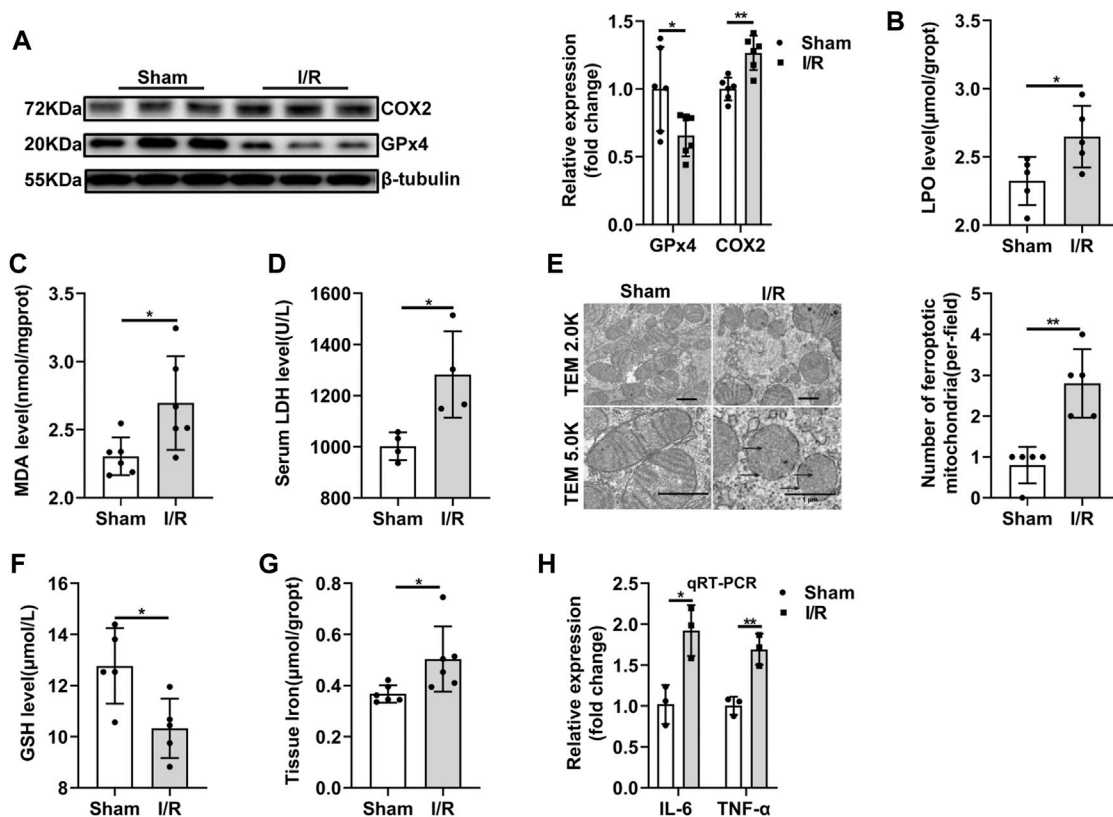 A
Sham
I/R
72KDa
COX2
20KDa
GPx4
55KDa
β-tubulin
Relative expression
(fold change)
1.5
1.0
0.5
0.0
*
**
Sham
I/R
GPx4
COX2
B
LPO level(μmol/gropt)
3.5
3.0
2.5
2.0
*
Sham
I/R
C
MDA level(nmol/mgprot)
3.5
3.0
2.5
2.0
*
Sham
I/R
D
Serum LDH level(U/L)
1600
1400
1200
1000
800
*
Sham
I/R
E
Sham
I/R
TEM 2.0K
TEM 5.0K
1 μm
Number of ferroptotic
mitochondria(per-field)
5
4
3
2
1
0
**
Sham
I/R
F
GSH level(μmol/L)
16
14
12
10
8
*
Sham
I/R
G
Tissue Iron(μmol/gropt)
0.8
0.6
0.4
0.2
0.0
*
Sham
I/R
H
Relative expression
(fold change)
2.5
2.0
1.5
1.0
0.5
0.0
qRT-PCR
*
**
Sham
I/R
IL-6
TNF-α